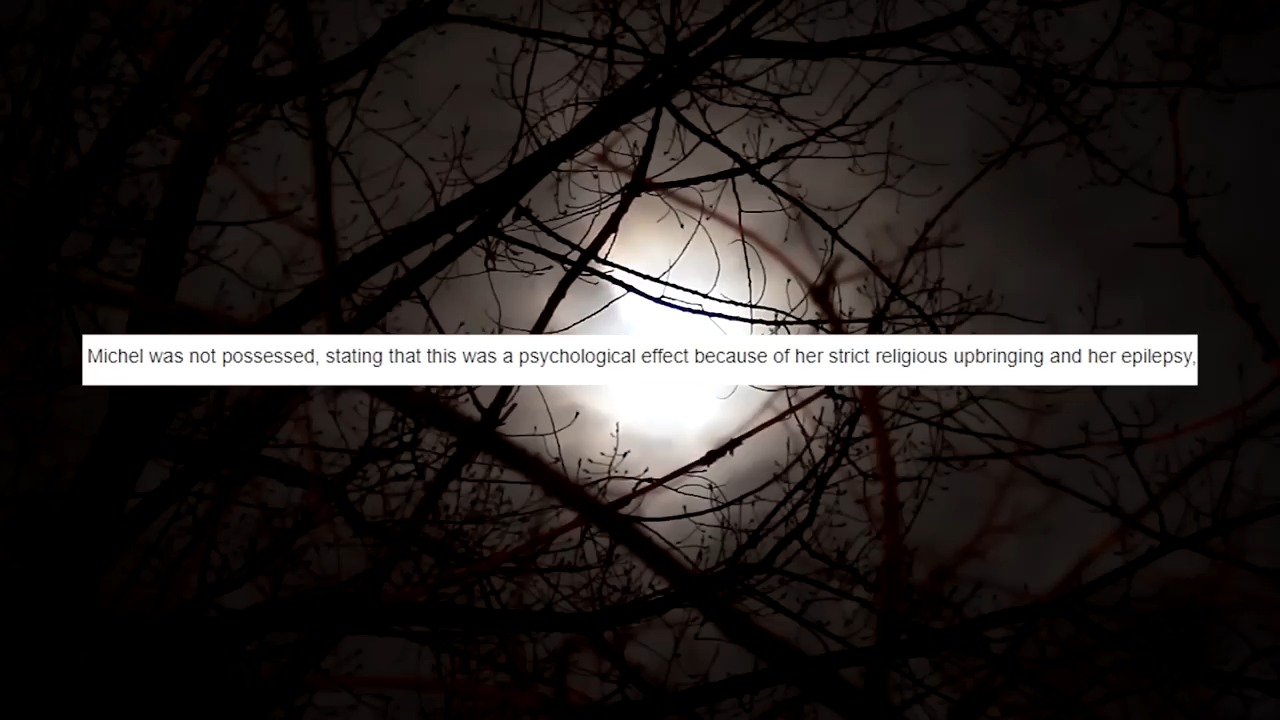 Michel was not possessed, stating that this was a psychological effect because of her strict religious upbringing and her epilepsy,